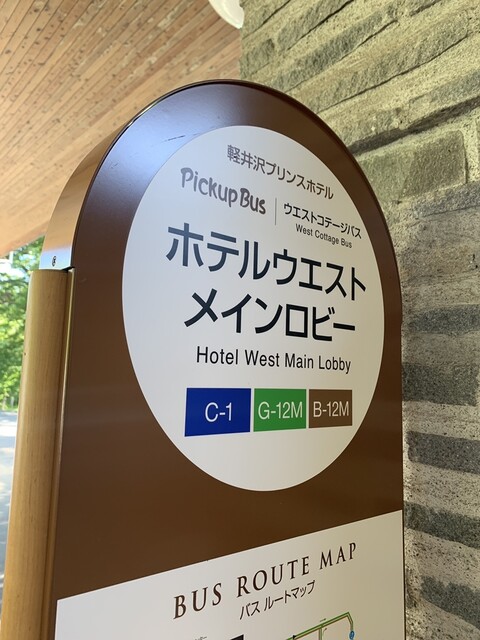 軽井沢プリンスホテル
Pickup Bus
ウエストコテージバス
West Cottage Bus
ホテルウエスト
メインロビー
Hotel West Main Lobby
C-1 G-12M B-12M
BUS ROUTE MAP
バス ルートマップ